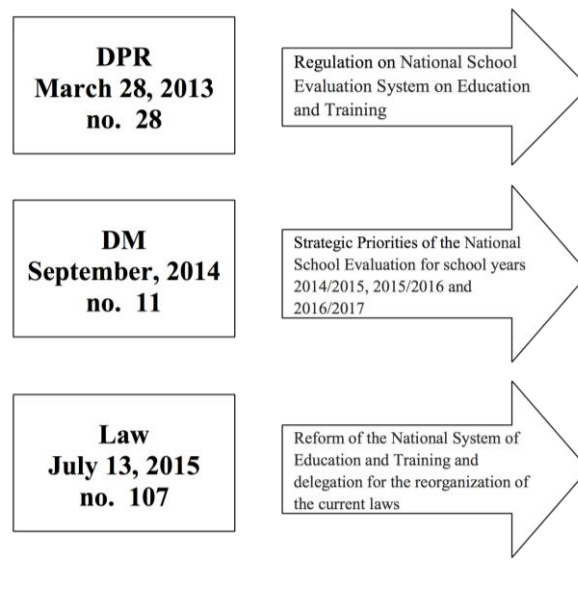 DPR
March 28, 2013
no. 28
Regulation on National School
Evaluation System on Education
and Training
DM
September, 2014
no. 11
Strategic Priorities of the National
School Evaluation for school years
2014/2015, 2015/2016 and
2016/2017
Law
July 13, 2015
no. 107
Reform of the National System of
Education and Training and
delegation for the reorganization of
the current laws